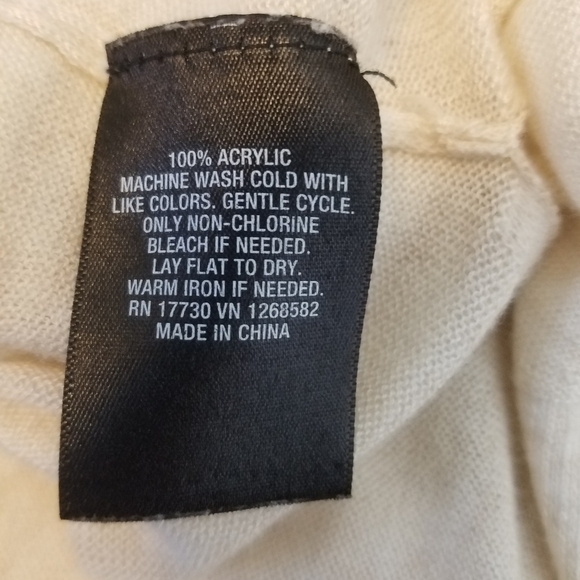 100% ACRYLIC
MACHINE WASH COLD WITH
LIKE COLORS. GENTLE CYCLE.
ONLY NON-CHLORINE
BLEACH IF NEEDED.
LAY FLAT TO DRY.
WARM IRON IF NEEDED.
RN 17730 VN 1268582
MADE IN CHINA